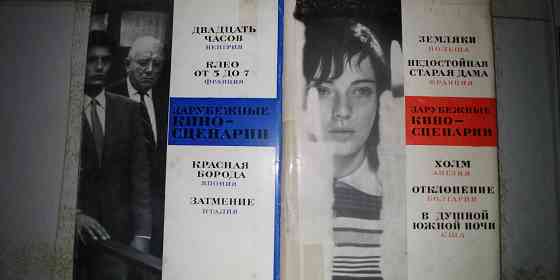 ДВАДЦАТЬ
ЧАСОВ
ВЕНГРИЯ
КЛЕО
ОТ 5 ДО 7
ФРАНЦИЯ
ЗАРУБЕЖНЫЕ
КИНО-
СЦЕНАРИИ
КРАСНАЯ
БОРОДА
ЯПОНИЯ
ЗАТМЕНИЕ
ИТАЛИЯ
ЗЕМЛЯКИ
ПОЛЬША
НЕДОСТОЙНАЯ
СТАРАЯ ДАМА
ФРАНЦИЯ
ЗАРУБЕЖНЫЕ
КИНО-
СЦЕНАРИИ
ХОЛМ
АНГЛИЯ
ОТКЛОНЕНИЕ
БОЛГАРИЯ
В ДУШНОЙ
ЮЖНОЙ НОЧИ
США